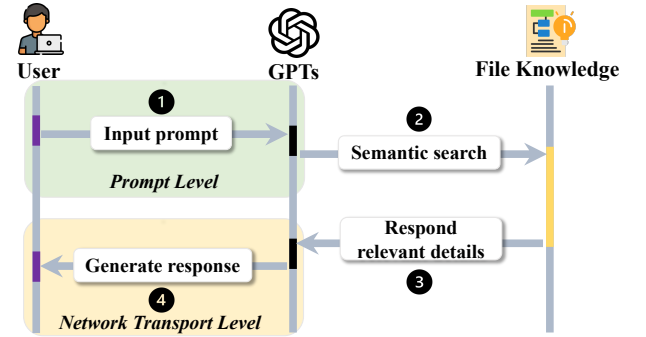 User
GPTs
File Knowledge
1
Input prompt
2
Semantic search
Prompt Level
Respond
relevant details
3
Generate response
4
Network Transport Level